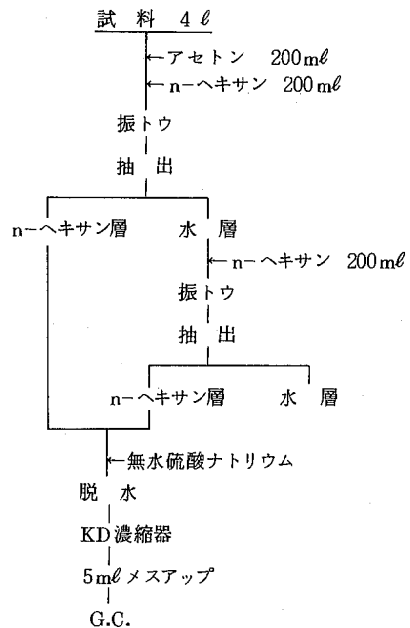 試料 4ℓ
←アセトン 200mℓ
←n-ヘキサン 200mℓ
振トウ
抽出
n-ヘキサン層 水層
←n-ヘキサン 200mℓ
振トウ
抽出
n-ヘキサン層 水層
←無水硫酸ナトリウム
脱水
KD濃縮器
5mℓメスアップ
G.C.